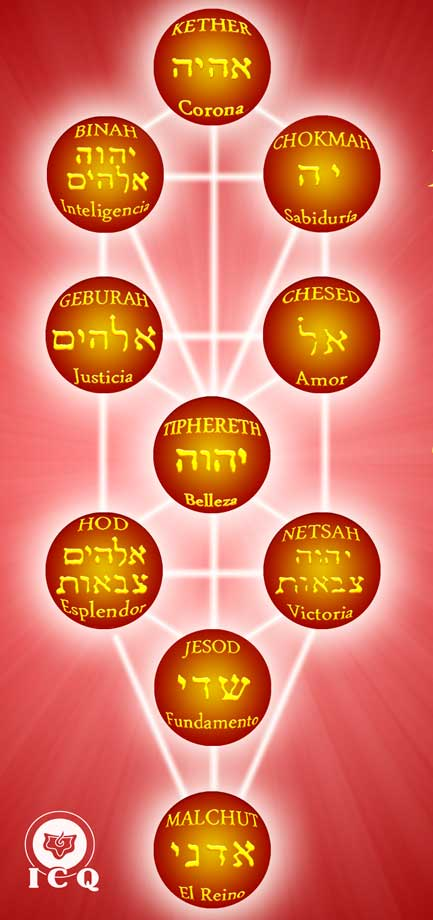 KETHER
אהיה
Corona
BINAH
יהוה
אלהים
Inteligencia
CHOKMAH
יה
Sabiduría
GEBURAH
אלהים
Justicia
CHESED
אל
Amor
TIPHERETH
יהוה
Belleza
HOD
אלהים
צבאות
Esplendor
NETSAH
יהוה
צבאות
Victoria
JESOD
שדי
Fundamento
MALCHUT
אדני
El Reino
ICQ